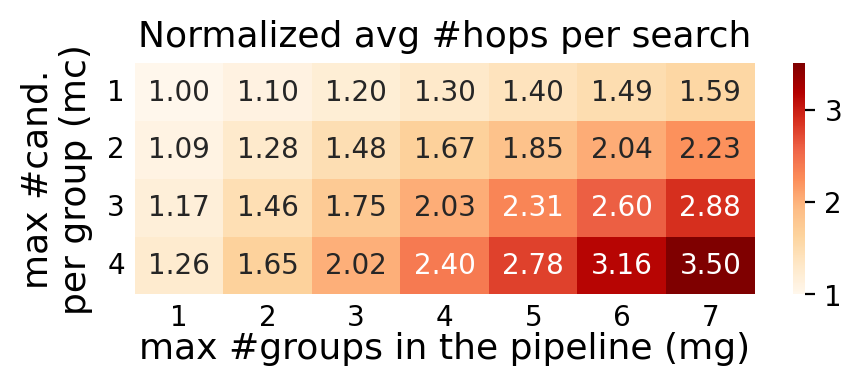 Normalized avg #hops per search
max #cand.
per group (mc)
1 1.00 1.10 1.20 1.30 1.40 1.49 1.59
2 1.09 1.28 1.48 1.67 1.85 2.04 2.23
3 1.17 1.46 1.75 2.03 2.31 2.60 2.88
4 1.26 1.65 2.02 2.40 2.78 3.16 3.50
1 2 3 4 5 6 7
max #groups in the pipeline (mg)
3
2
1